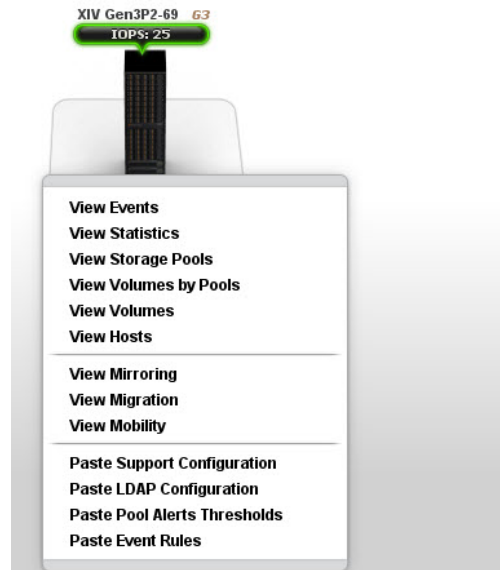 XIV Gen3P2-69 G3
IOPS: 25
View Events
View Statistics
View Storage Pools
View Volumes by Pools
View Volumes
View Hosts
View Mirroring
View Migration
View Mobility
Paste Support Configuration
Paste LDAP Configuration
Paste Pool Alerts Thresholds
Paste Event Rules